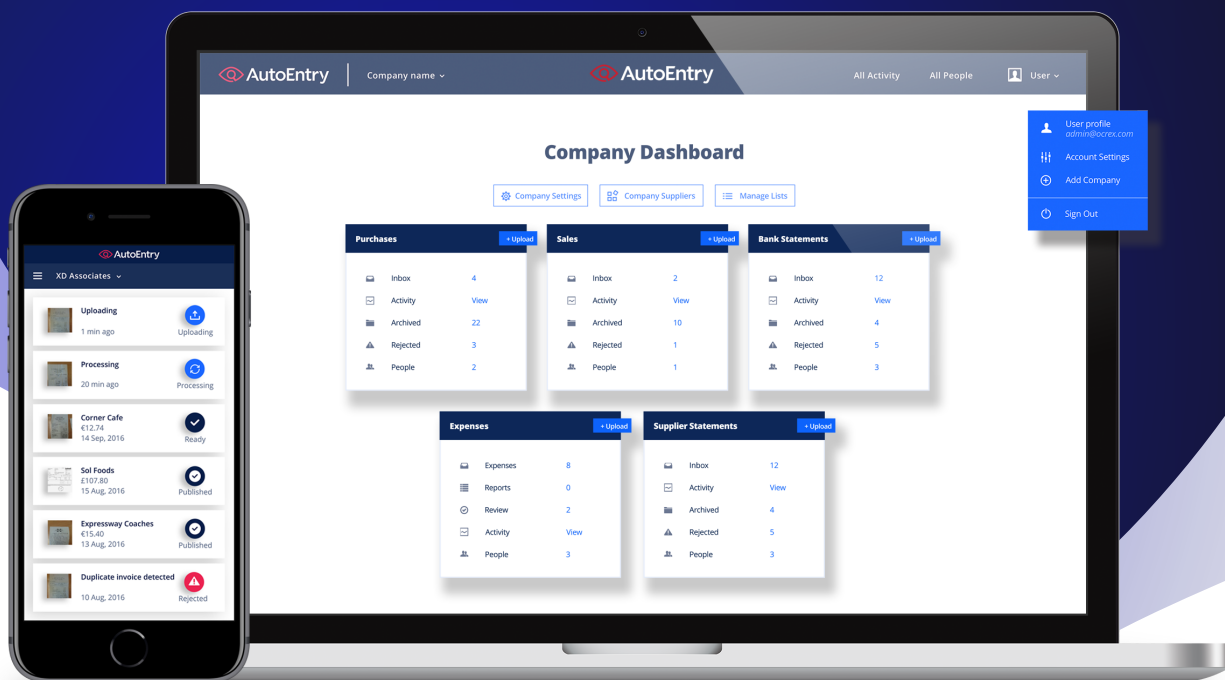 AutoEntry
Company name
AutoEntry
All Activity
All People
User
User profile
admin@ocrex.com
Account Settings
Add Company
Sign Out
Company Dashboard
Company Settings
Company Suppliers
Manage Lists
Purchases
+ Upload
Inbox 4
Activity View
Archived 22
Rejected 3
People 2
Sales
+ Upload
Inbox 2
Activity View
Archived 10
Rejected 1
People 1
Bank Statements
+ Upload
Inbox 12
Activity View
Archived 4
Rejected 5
People 3
Expenses
+ Upload
Expenses 8
Reports 0
Review 2
Activity View
People 3
Supplier Statements
+ Upload
Inbox 12
Activity View
Archived 4
Rejected 5
People 3
AutoEntry
XD Associates
Uploading
1 min ago
Uploading
Processing
20 min ago
Processing
Corner Cafe
€12.74
14 Sep, 2016
Ready
Sol Foods
£107.80
15 Aug, 2016
Published
Expressway Coaches
€15.40
13 Aug, 2016
Published
Duplicate invoice detected
10 Aug, 2016
Rejected